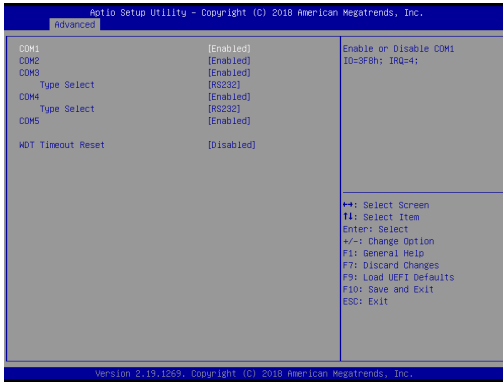 Aptio Setup Utility – Copyright (C) 2018 American Megatrends, Inc.
Advanced
COM1 [Enabled]
COM2 [Enabled]
COM3 [Enabled]
Type Select [RS232]
COM4 [Enabled]
Type Select [RS232]
COM5 [Enabled]
WDT Timeout Reset [Disabled]
Enable or Disable COM1
IO=3F8h; IRQ=4;
↔: Select Screen
↑↓: Select Item
Enter: Select
+/-: Change Option
F1: General Help
F7: Discard Changes
F9: Load UEFI Defaults
F10: Save and Exit
ESC: Exit
Version 2.19.1269. Copyright (C) 2018 American Megatrends, Inc.